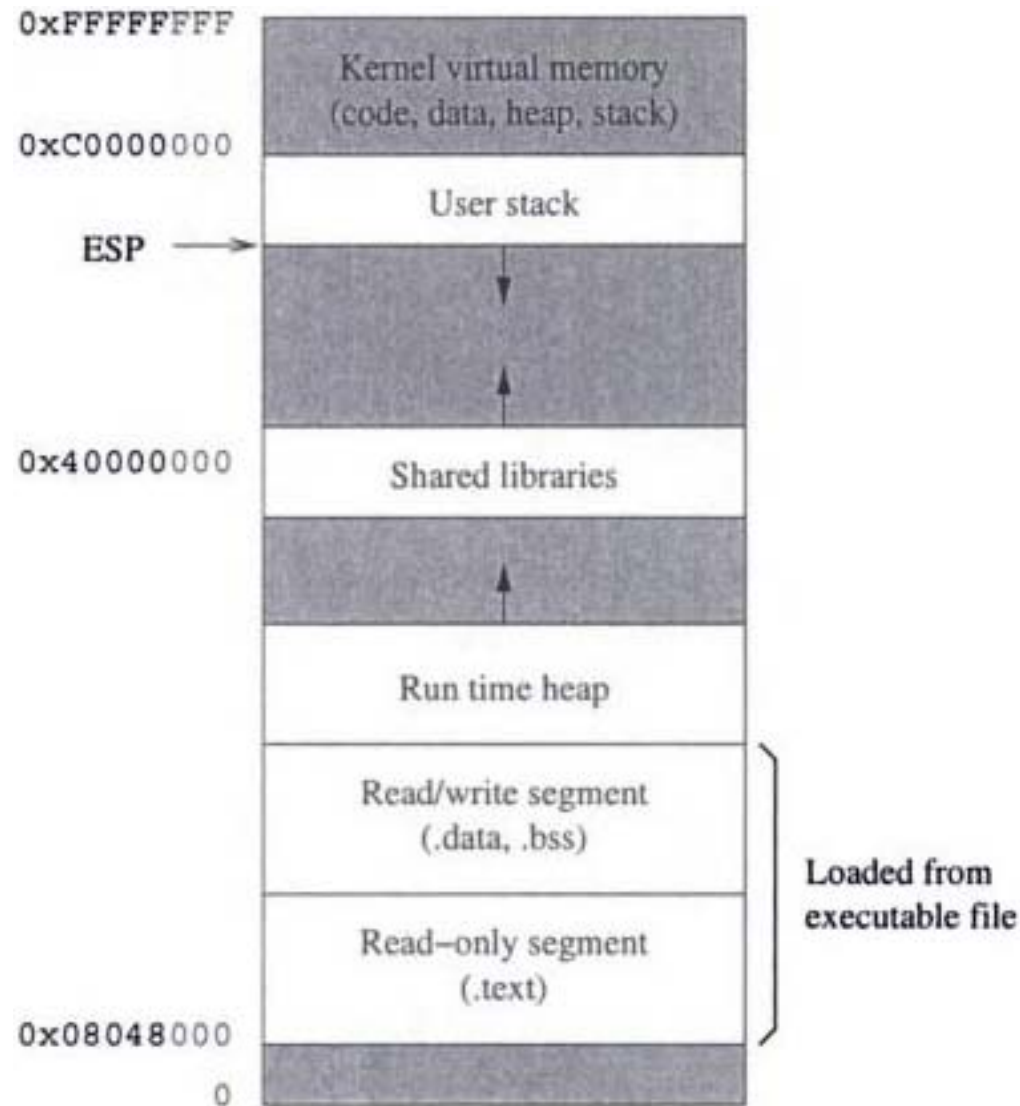 0xFFFFFFFF
Kernel virtual memory
(code, data, heap, stack)
0xC0000000
User stack
ESP
0x40000000
Shared libraries
Run time heap
Read/write segment
(.data, .bss)
Loaded from
executable file
Read-only segment
(.text)
0x08048000
0